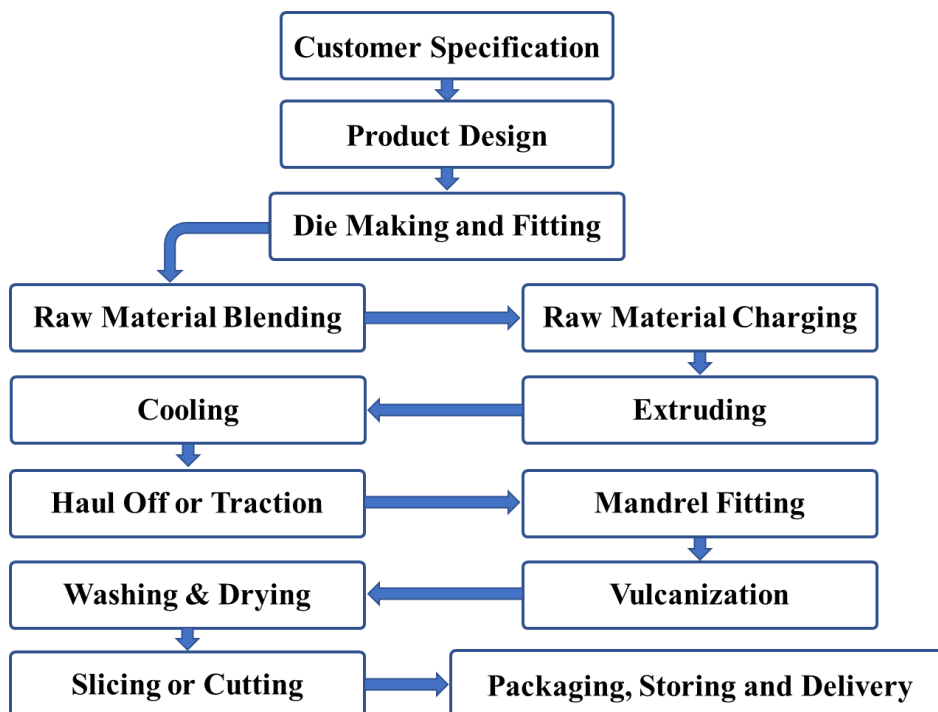 Customer Specification
Product Design
Die Making and Fitting
Raw Material Blending
Raw Material Charging
Extruding
Cooling
Haul Off or Traction
Mandrel Fitting
Vulcanization
Washing & Drying
Slicing or Cutting
Packaging, Storing and Delivery